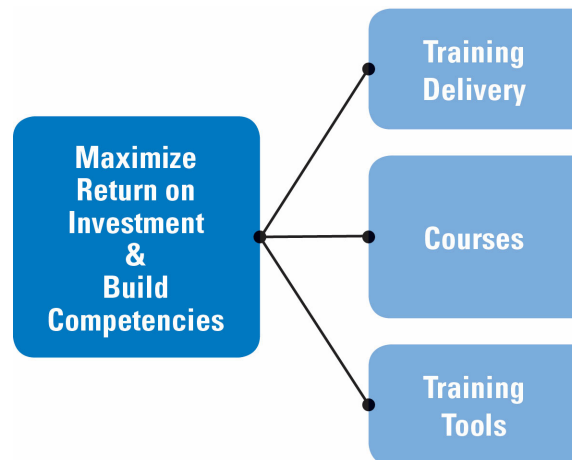 Maximize
Return on
Investment
&
Build
Competencies
Training
Delivery
Courses
Training
Tools